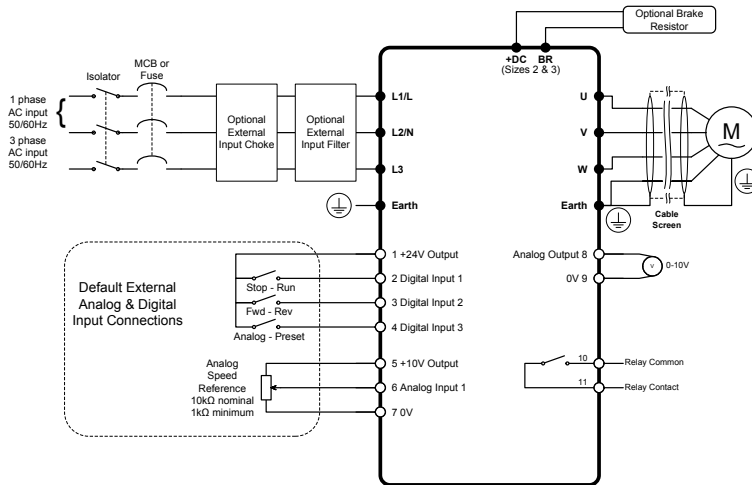 Optional Brake
Resistor
+DC BR
(Sizes 2 & 3)
MCB or
Fuse
Isolator
1 phase
AC input
50/60Hz
{
3 phase
AC input
50/60Hz
Optional
External
Input Choke
Optional
External
Input Filter
L1/L
L2/N
L3
Earth
U
V
W
Earth
M
Cable
Screen
Default External
Analog & Digital
Input Connections
Stop - Run
Fwd - Rev
Analog - Preset
Analog
Speed
Reference
10kΩ nominal
1kΩ minimum
1 +24V Output
2 Digital Input 1
3 Digital Input 2
4 Digital Input 3
5 +10V Output
6 Analog Input 1
7 0V
Analog Output 8
0V 9
V
0-10V
10
Relay Common
11
Relay Contact